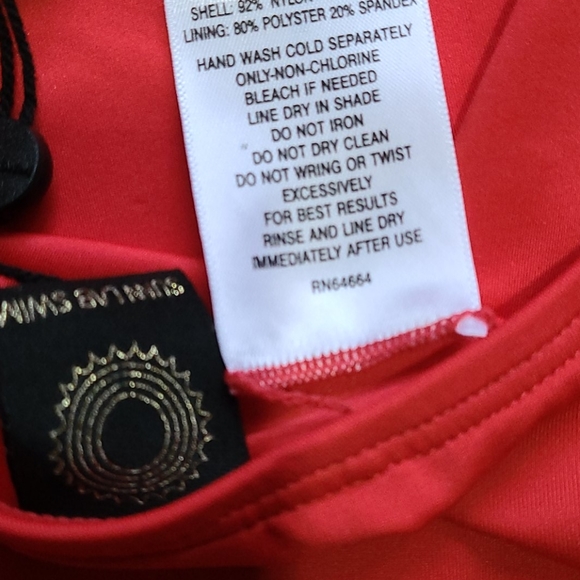 SHELL: 92% NYLON
LINING: 80% POLYSTER 20% SPANDEX
HAND WASH COLD SEPARATELY
ONLY-NON-CHLORINE
BLEACH IF NEEDED
LINE DRY IN SHADE
DO NOT IRON
DO NOT DRY CLEAN
DO NOT WRING OR TWIST
EXCESSIVELY
FOR BEST RESULTS
RINSE AND LINE DRY
IMMEDIATELY AFTER USE
RN64664
SWIM